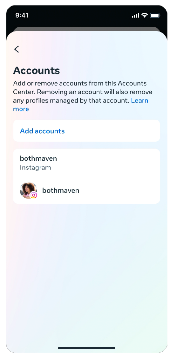 9:41
Accounts
Add or remove accounts from this Accounts
Center. Removing an account will also remove
any profiles managed by that account. Learn
more
Add accounts
bothmaven
Instagram
bothmaven